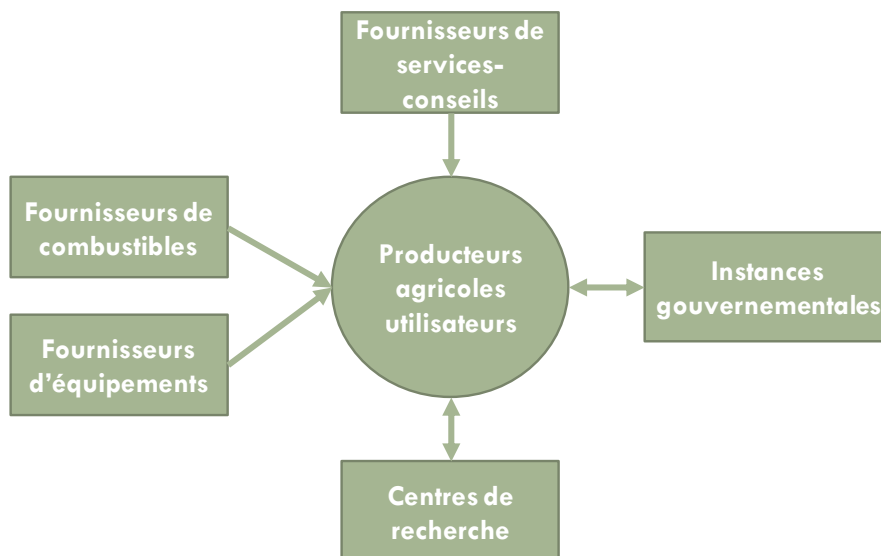 Fournisseurs de
services-
conseils
Fournisseurs de
combustibles
Producteurs
agricoles
utilisateurs
Instances
gouvernementales
Fournisseurs
d'équipements
Centres de
recherche